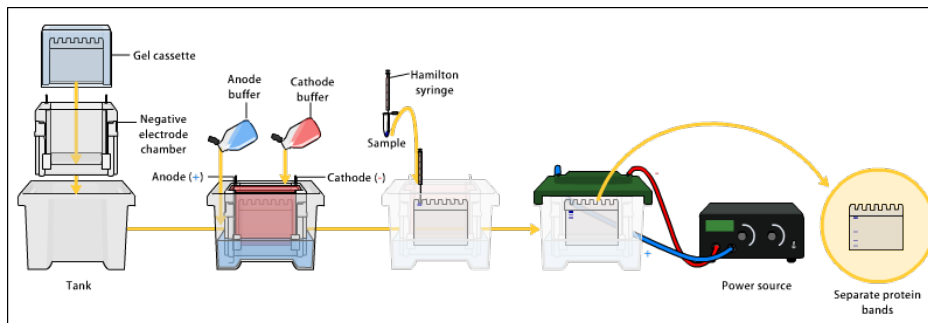 Gel cassette
Negative
electrode
chamber
Tank
Anode
buffer
Cathode
buffer
Anode (+)
Cathode (-)
Hamilton
syringe
Sample
-
+
Power source
Separate protein
bands